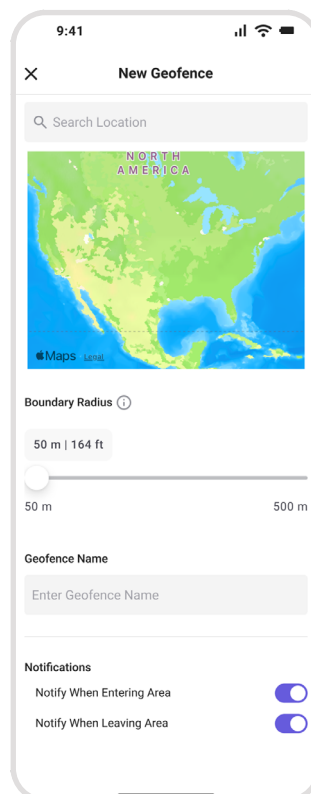 9:41
New Geofence
Search Location
NORTH
AMERICA
Maps Legal
Boundary Radius
50 m | 164 ft
50 m 500 m
Geofence Name
Enter Geofence Name
Notifications
Notify When Entering Area
Notify When Leaving Area